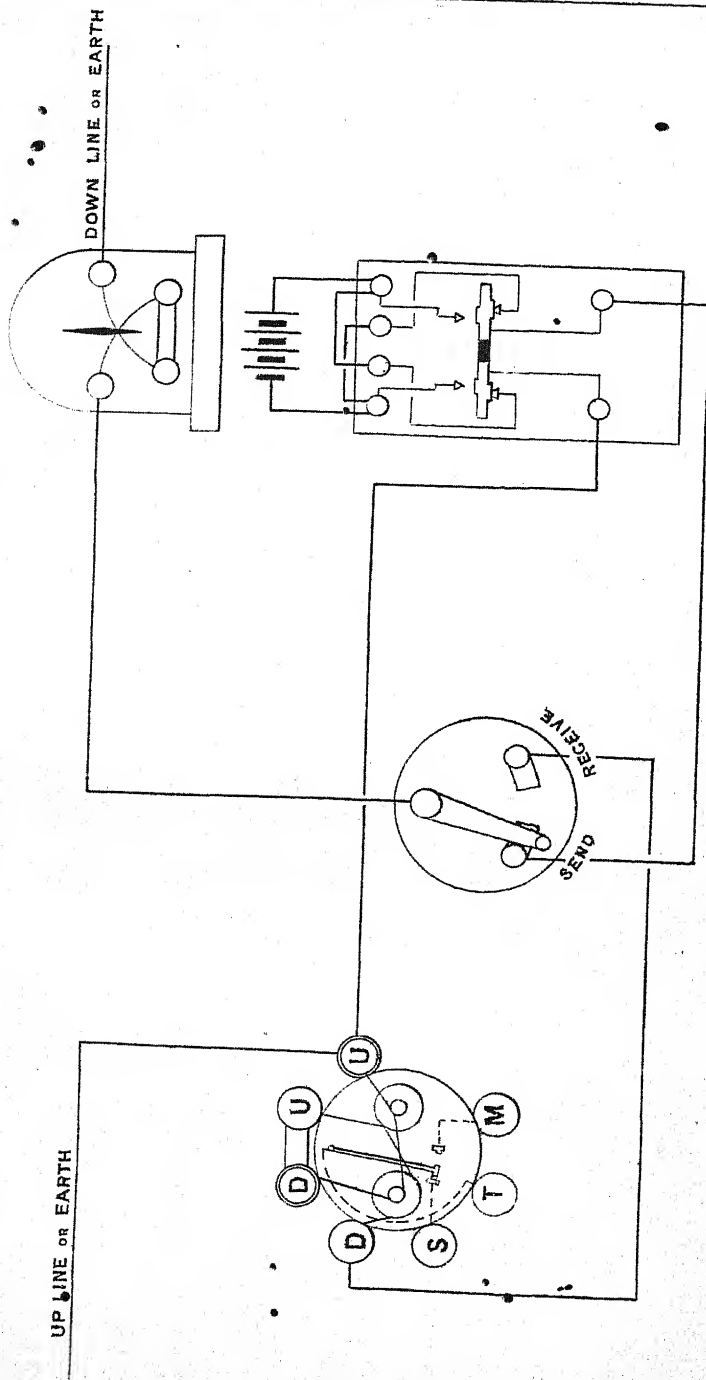 UP LINE OR EARTH
DOWN LINE OR EARTH
D
D
U
U
S
T
M
SEND
RECEIVE